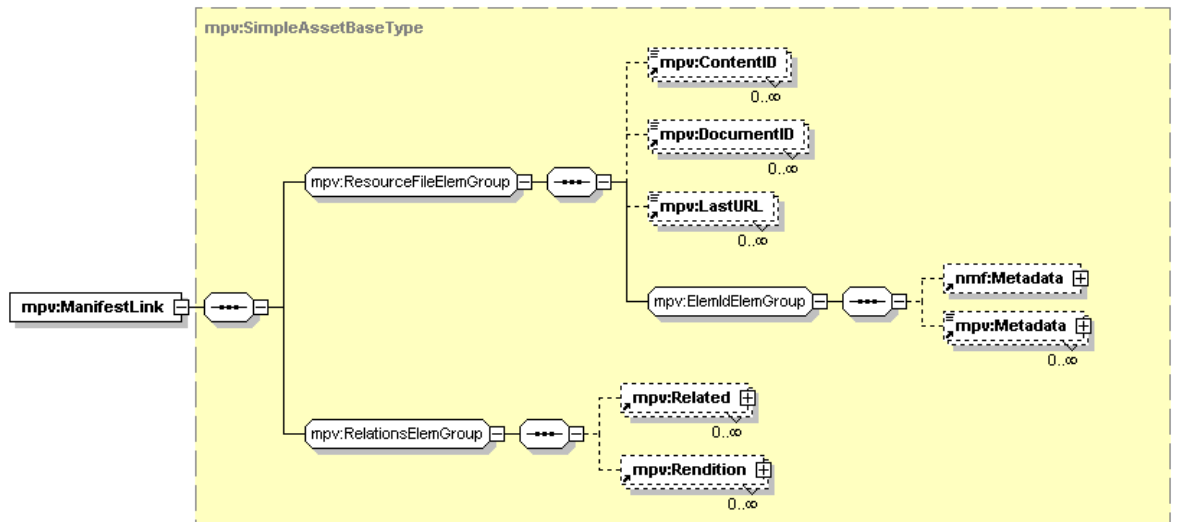 mpv:SimpleAssetBaseType
mpv:ContentID
0..∞
mpv:DocumentID
0..∞
mpv:ResourceFileElemGroup
mpv:LastURL
0..∞
nmf:Metadata
mpv:ManifestLink
mpv:ElemIdElemGroup
mpv:Metadata
0..∞
mpv:Related
0..∞
mpv:RelationsElemGroup
mpv:Rendition
0..∞